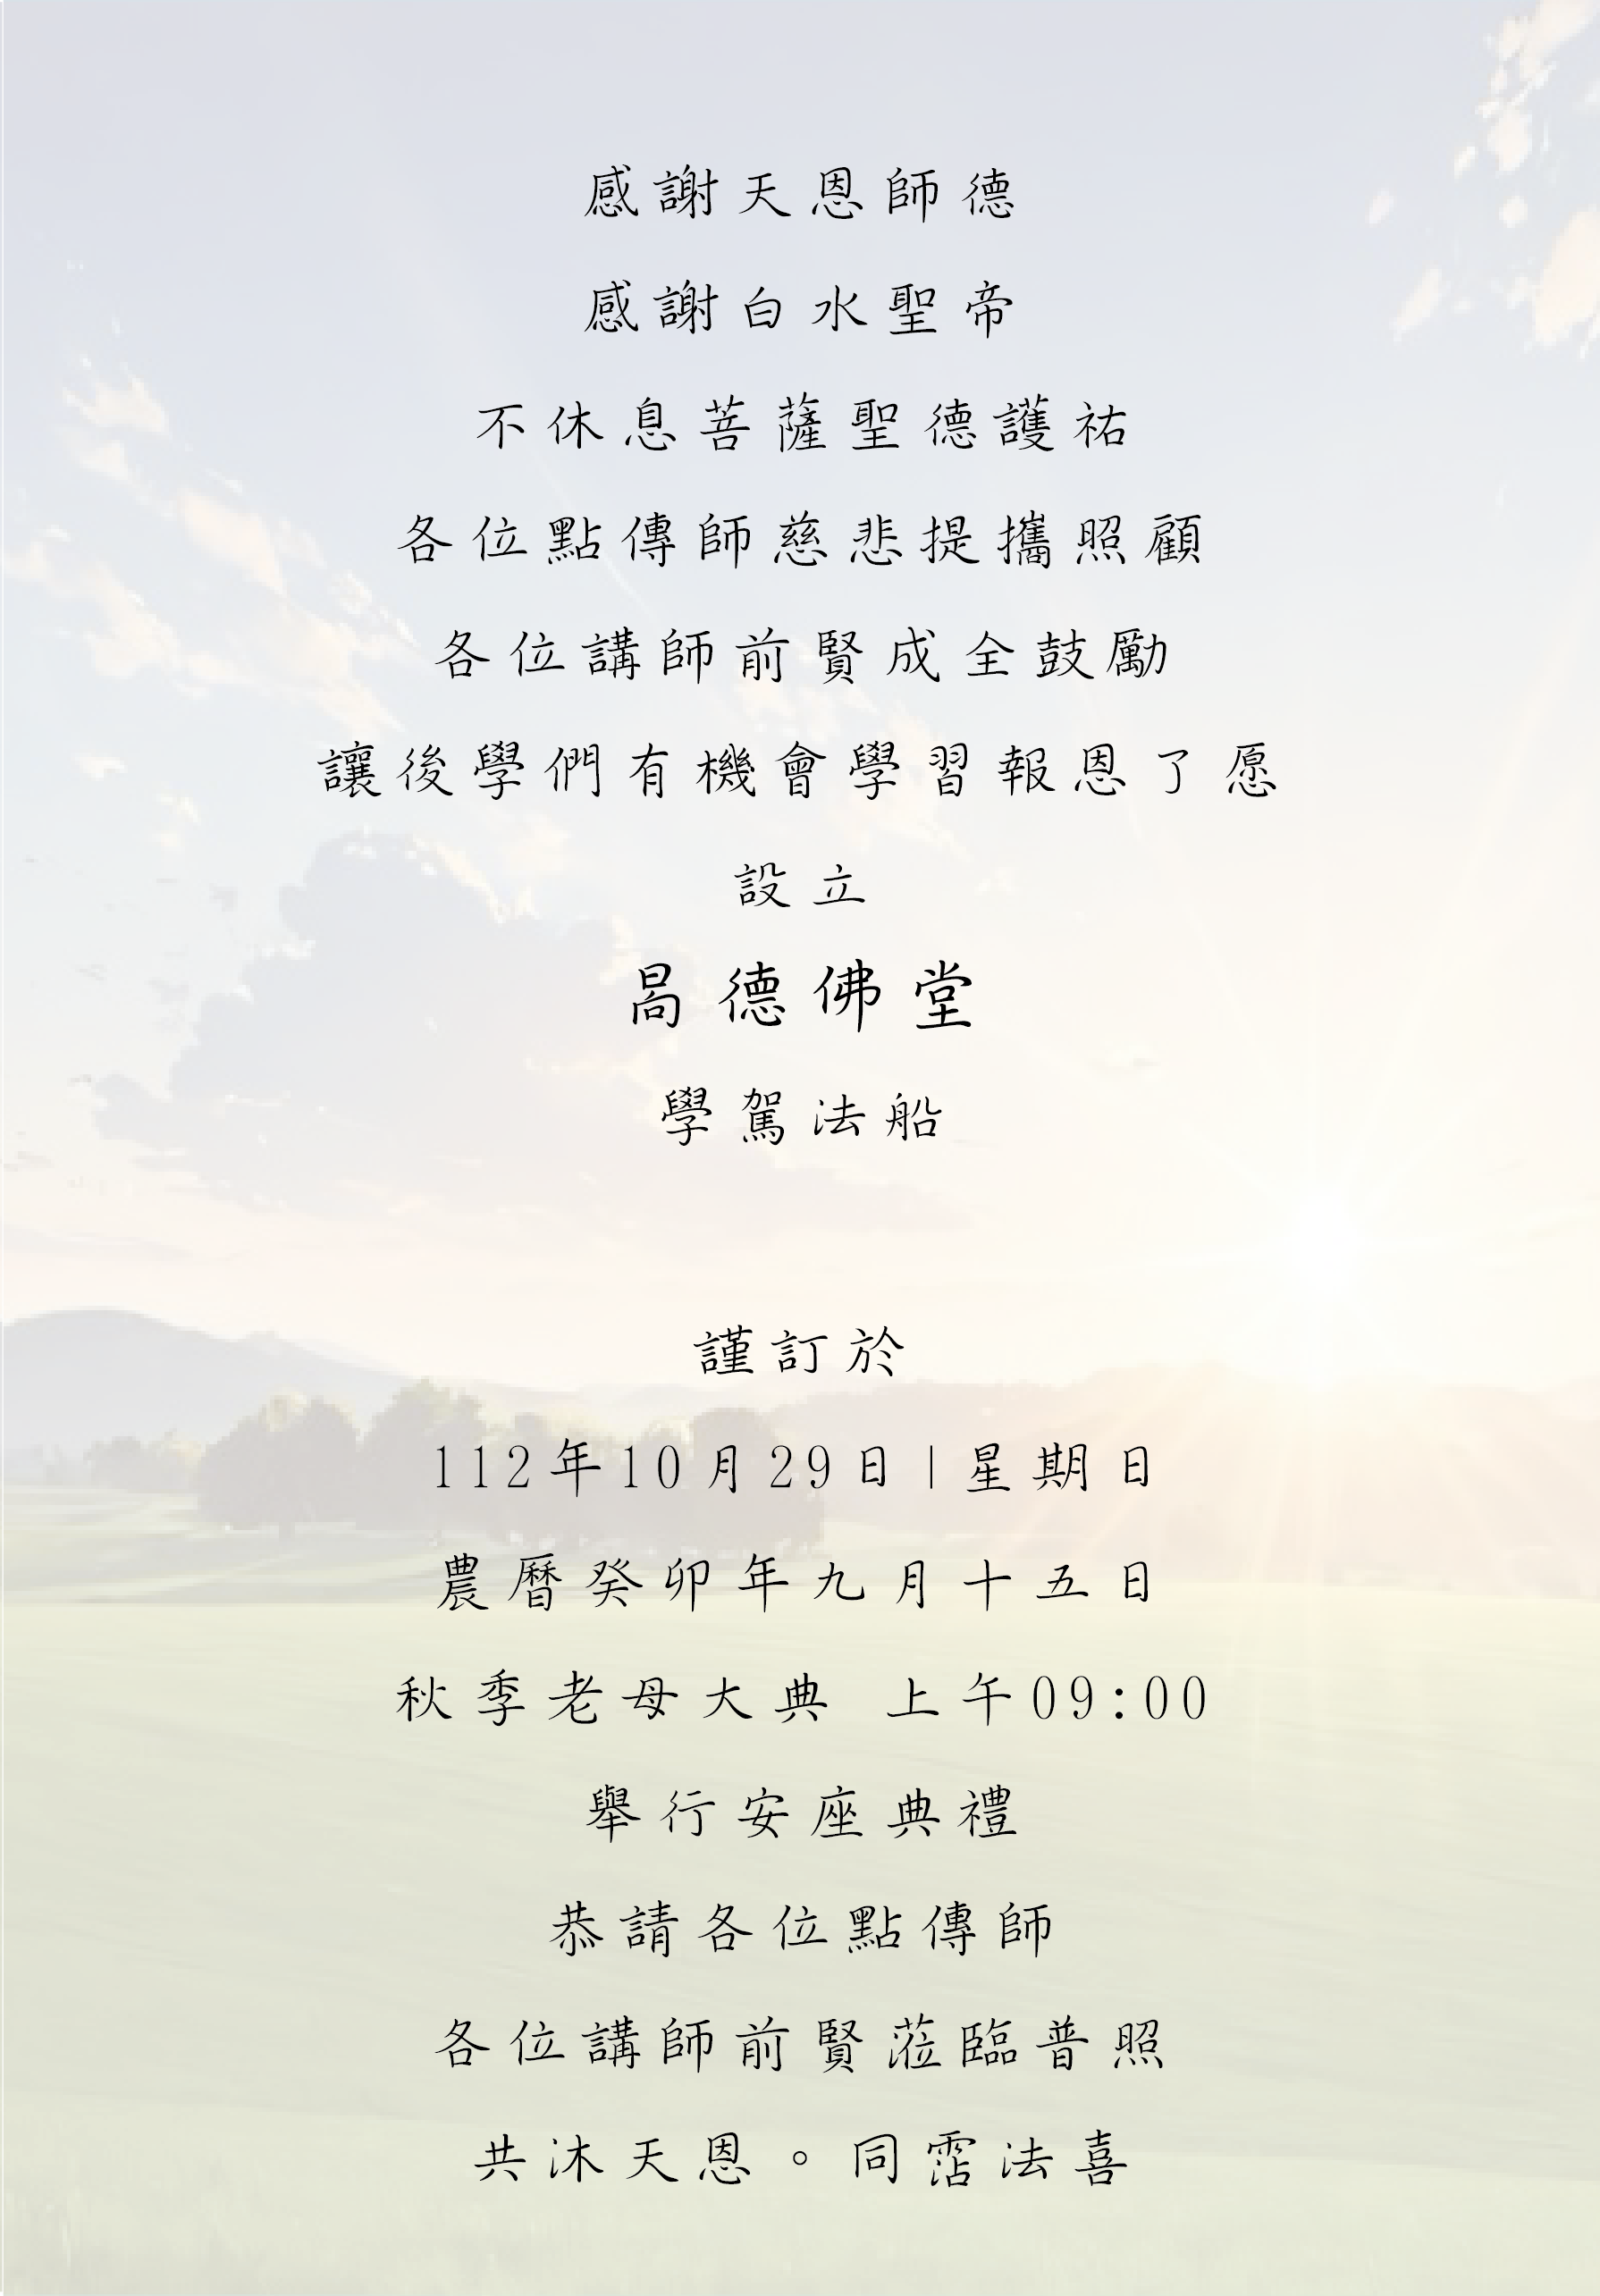 感謝天恩師德
感謝白水聖帝
不休息菩薩聖德護祐
各位點傳師慈悲提攜照顧
各位講師前賢成全鼓勵
讓後學們有機會學習報恩了愿
設立
暠德佛堂
學駕法船
謹訂於
112年10月29日|星期日
農曆癸卯年九月十五日
秋季老母大典 上午09:00
舉行安座典禮
恭請各位點傳師
各位講師前賢蒞臨普照
共沐天恩。同霑法喜